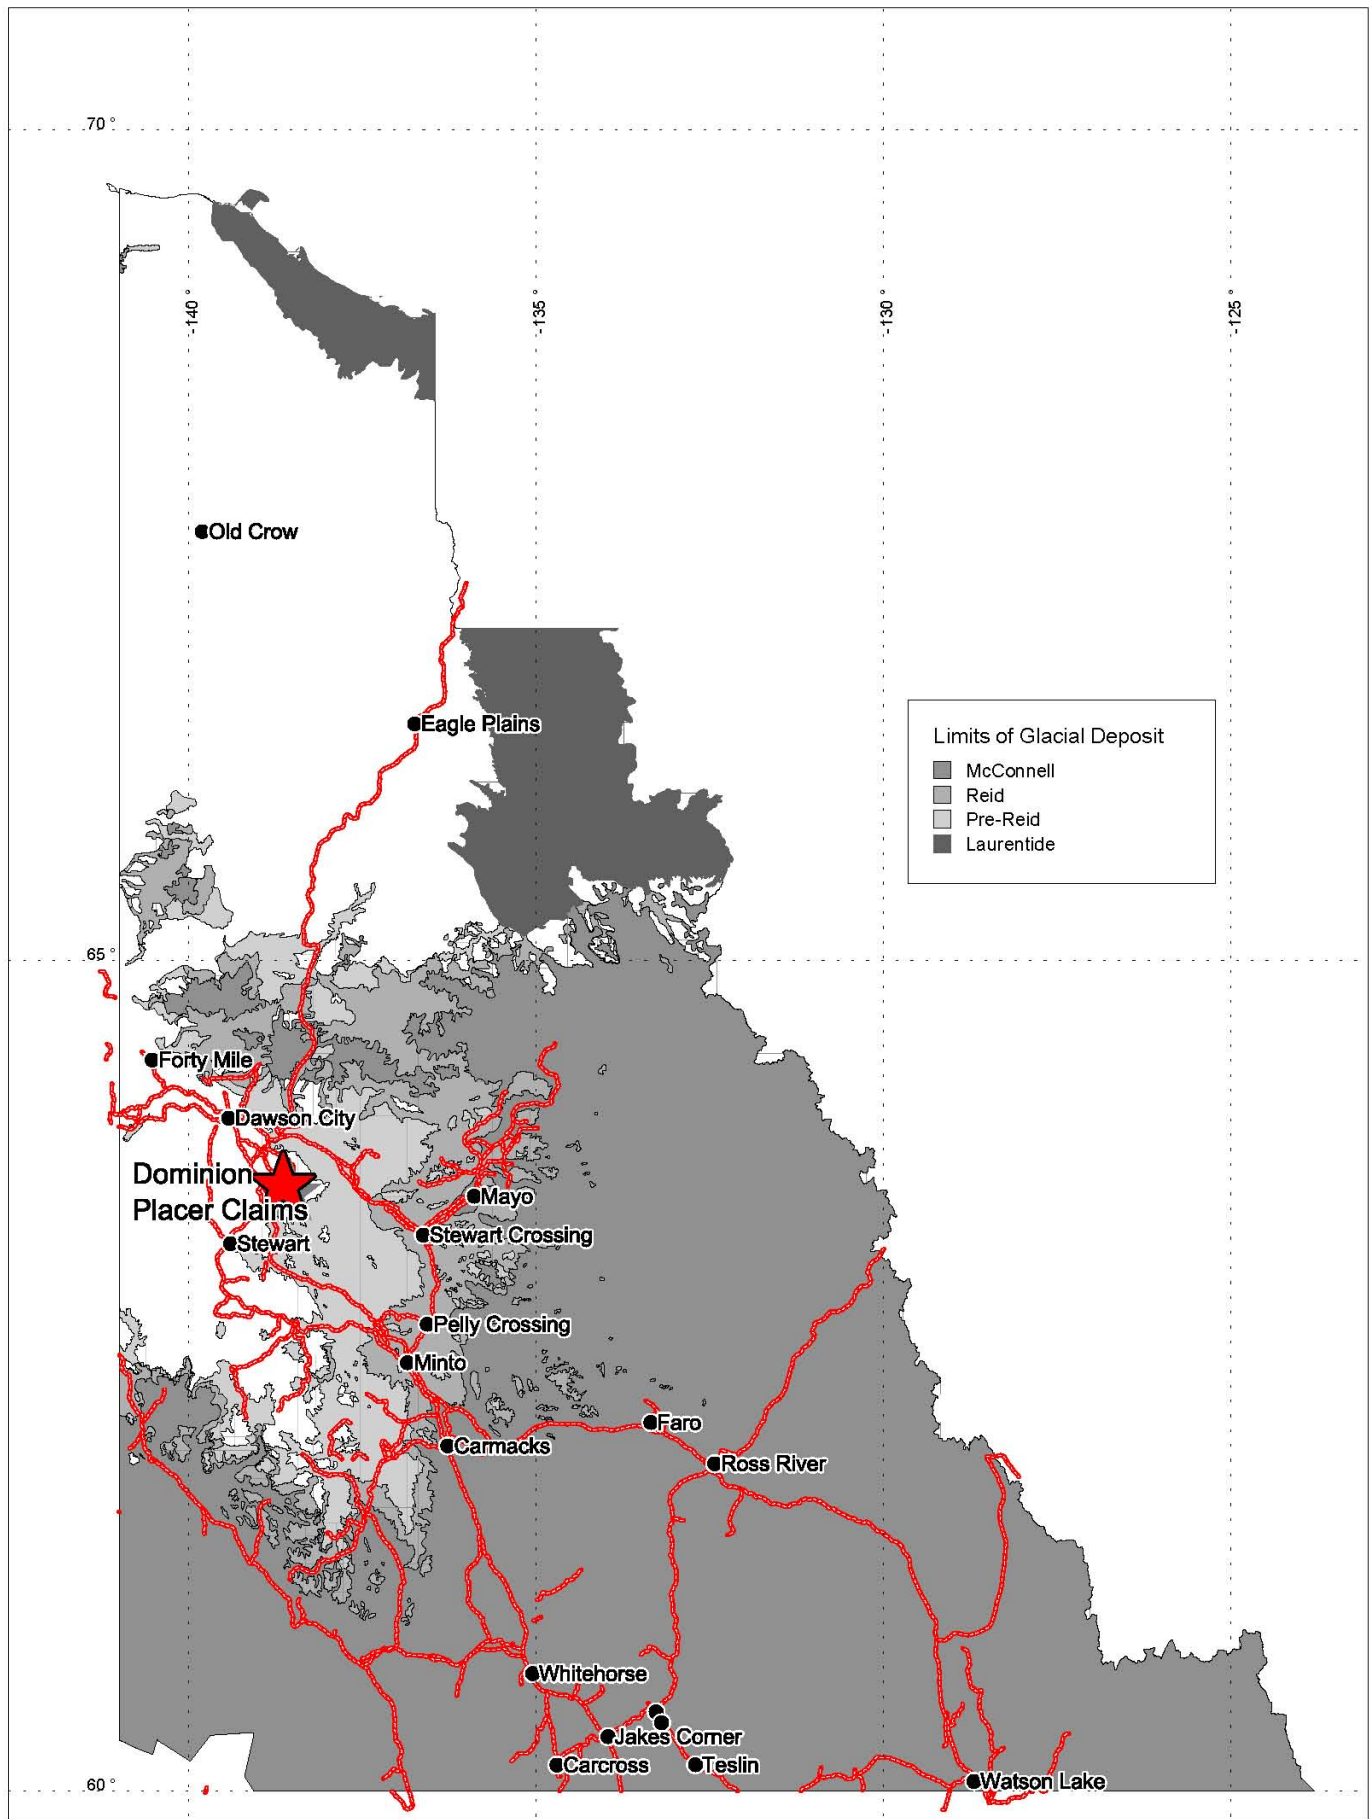 70°
-140°
-135°
-130°
-125°
Old Crow
Eagle Plains
Limits of Glacial Deposit
McConnell
Reid
Pre-Reid
Laurentide
65°
Forty Mile
Dawson City
Dominion
Placer Claims
Mayo
Stewart Crossing
Stewart
Pelly Crossing
Minto
Faro
Carmacks
Ross River
Whitehorse
Jakes Corner
Carcross
Teslin
Watson Lake
60°